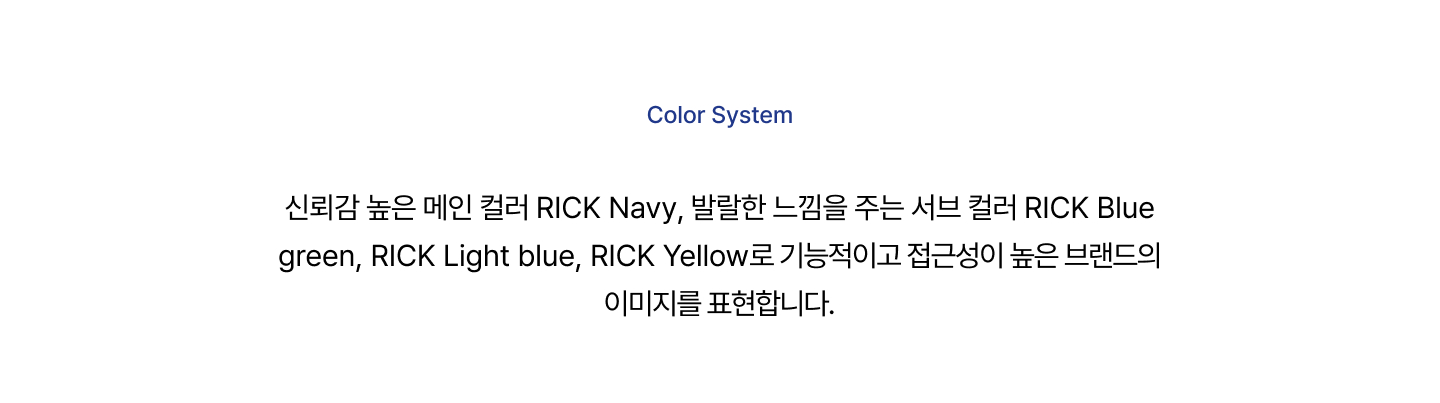 Color System
신뢰감 높은 메인 컬러 RICK Navy, 발랄한 느낌을 주는 서브 컬러 RICK Blue
green, RICK Light blue, RICK Yellow로 기능적이고 접근성이 높은 브랜드의
이미지를 표현합니다.